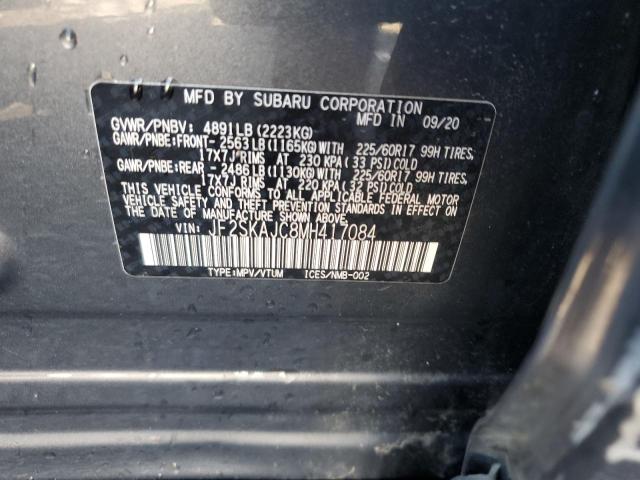 MFD BY SUBARU CORPORATION
MFD IN 09/20
GVWR/PNBV: 4891LB(2223KG)
GAWR/PNBE:FRONT- 2563LB(1165KG)WITH 225/60R17 99H TIRES,
17X7J RIMS AT 230 KPA(33 PSI)COLD
GAWR/PNBE: REAR - 2486LB(1130KG)WITH 225/60R17 99H TIRES,
17X7J RIMS AT 220 KPA(32 PSI)COLD
THIS VEHICLE CONFORMS TO ALL APPLICABLE FEDERAL MOTOR
VEHICLE SAFETY AND THEFT PREVENTION STANDARDS IN EFFECT
ON THE DATE OF MANUFACTURE SHOWN ABOVE.
VIN: JF2SKAJC8MH417084
TYPE:MPV/VTUM ICES/NMB-002